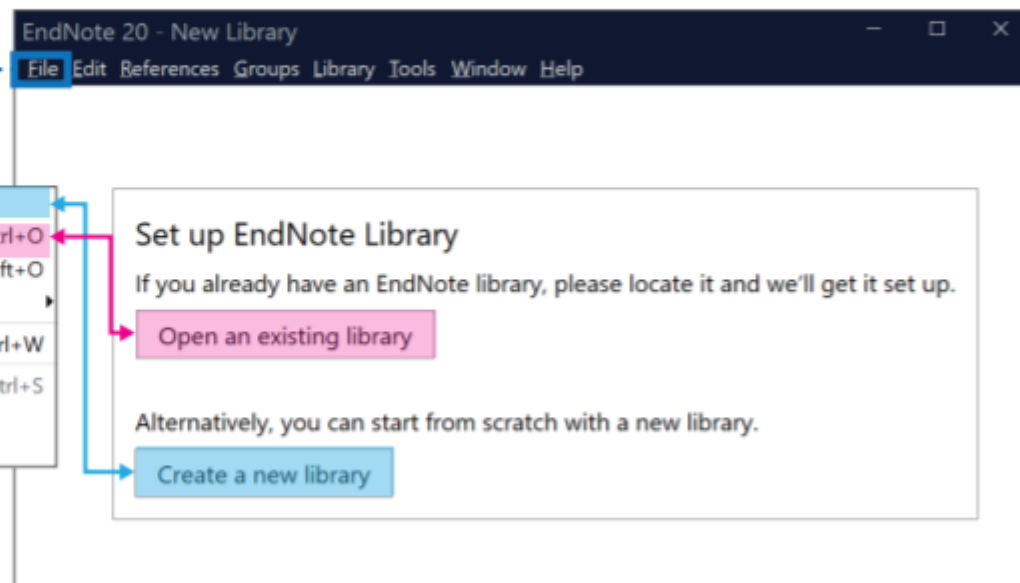 EndNote 20 - New Library
File Edit References Groups Library Tools Window Help
rl+O
ft+O
rl+W
trl+S
Set up EndNote Library
If you already have an EndNote library, please locate it and we'll get it set up.
Open an existing library
Alternatively, you can start from scratch with a new library.
Create a new library